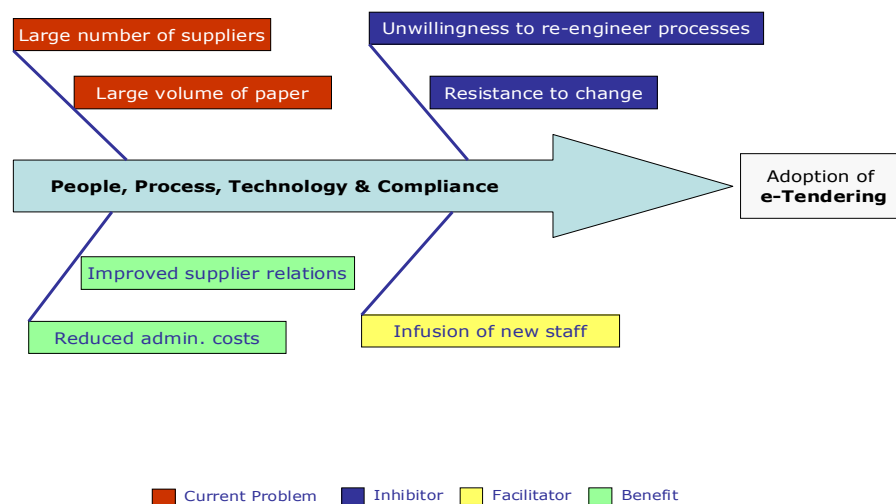 Large number of suppliers
Unwillingness to re-engineer processes
Large volume of paper
Resistance to change
People, Process, Technology & Compliance
Adoption of
e-Tendering
Improved supplier relations
Reduced admin. costs
Infusion of new staff
Current Problem
Inhibitor
Facilitator
Benefit